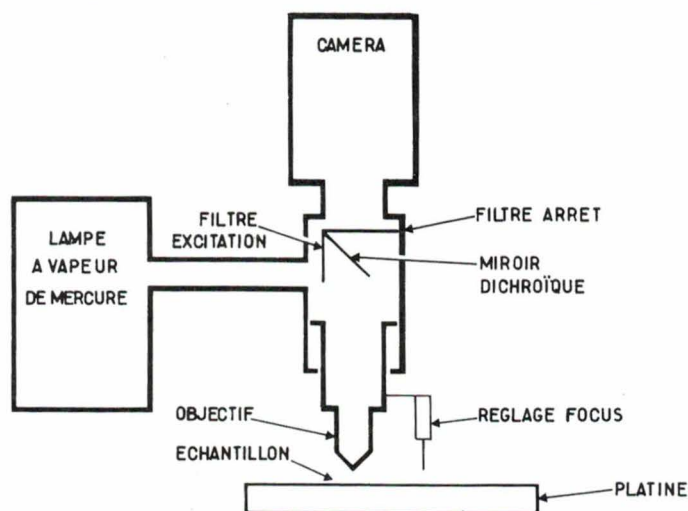 CAMERA
FILTRE
EXCITATION
FILTRE ARRET
LAMPE
A VAPEUR
DE MERCURE
MIROIR
DICHROÏQUE
OBJECTIF
REGLAGE FOCUS
ECHANTILLON
PLATINE